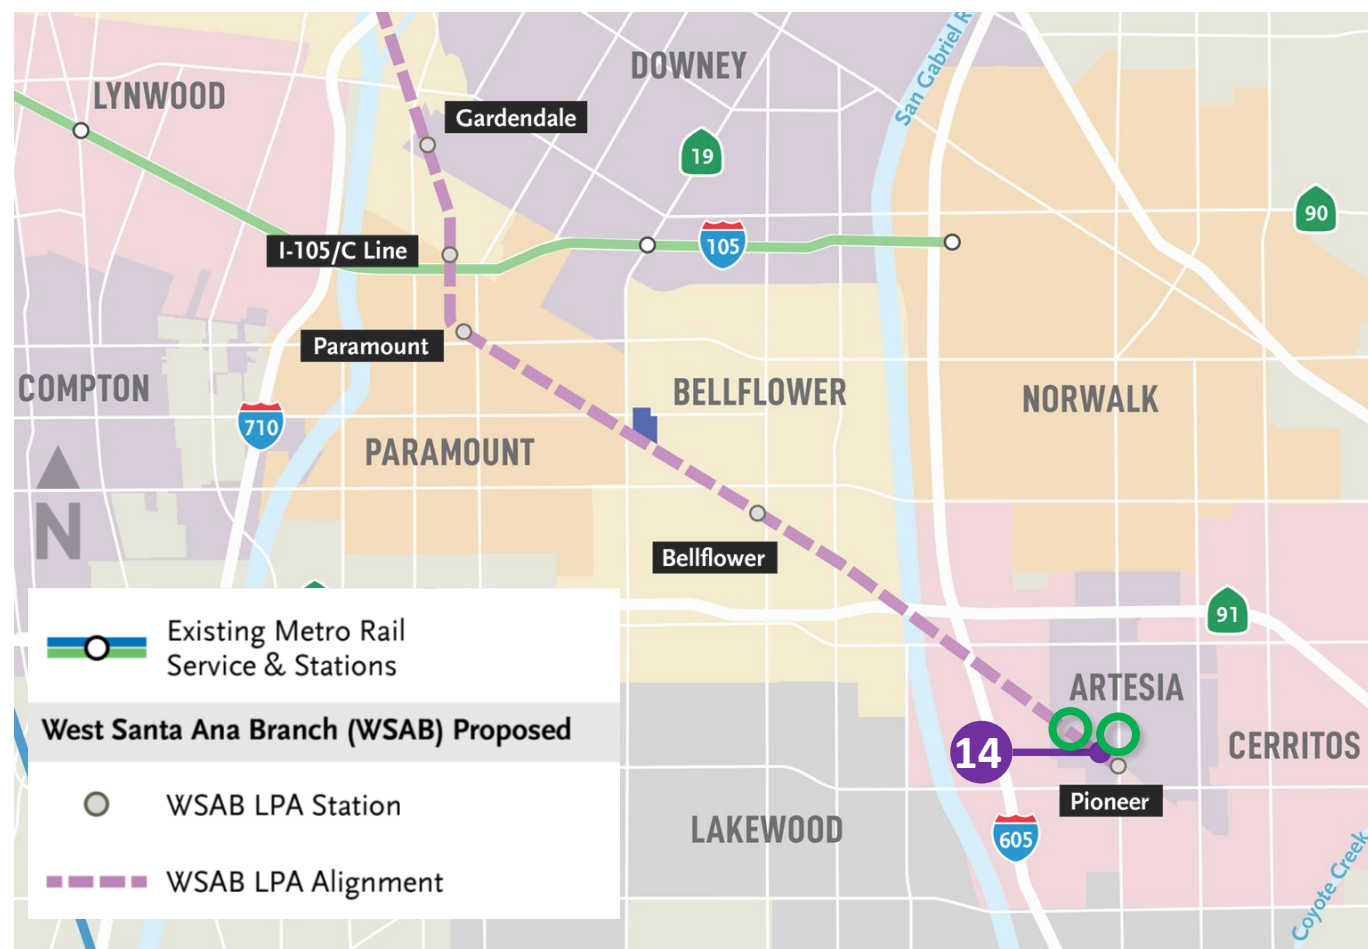 DOWNEY
LYNWOOD
San Gabriel R
Gardendale
19
90
I-105/C Line
105
Paramount
COMPTON
BELLFLOWER
NORWALK
710
PARAMOUNT
N
Bellflower
91
Existing Metro Rail
Service & Stations
ARTESIA
West Santa Ana Branch (WSAB) Proposed
14
CERRITOS
WSAB LPA Station
Pioneer
LAKEWOOD
605
WSAB LPA Alignment
Coyote Creek